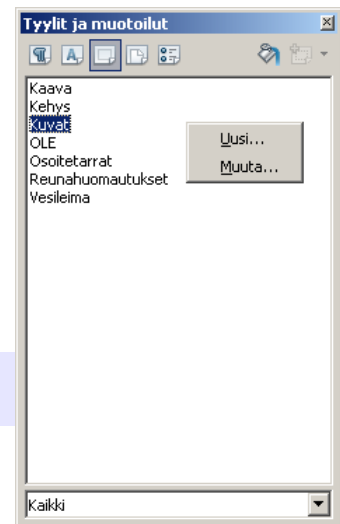 Tyylit ja muotoilut
Kaava
Kehys
Kuvat
OLE
Osoitetarrat
Reunahuomautukset
Vesileima
Uusi...
Muuta...
Kaikki